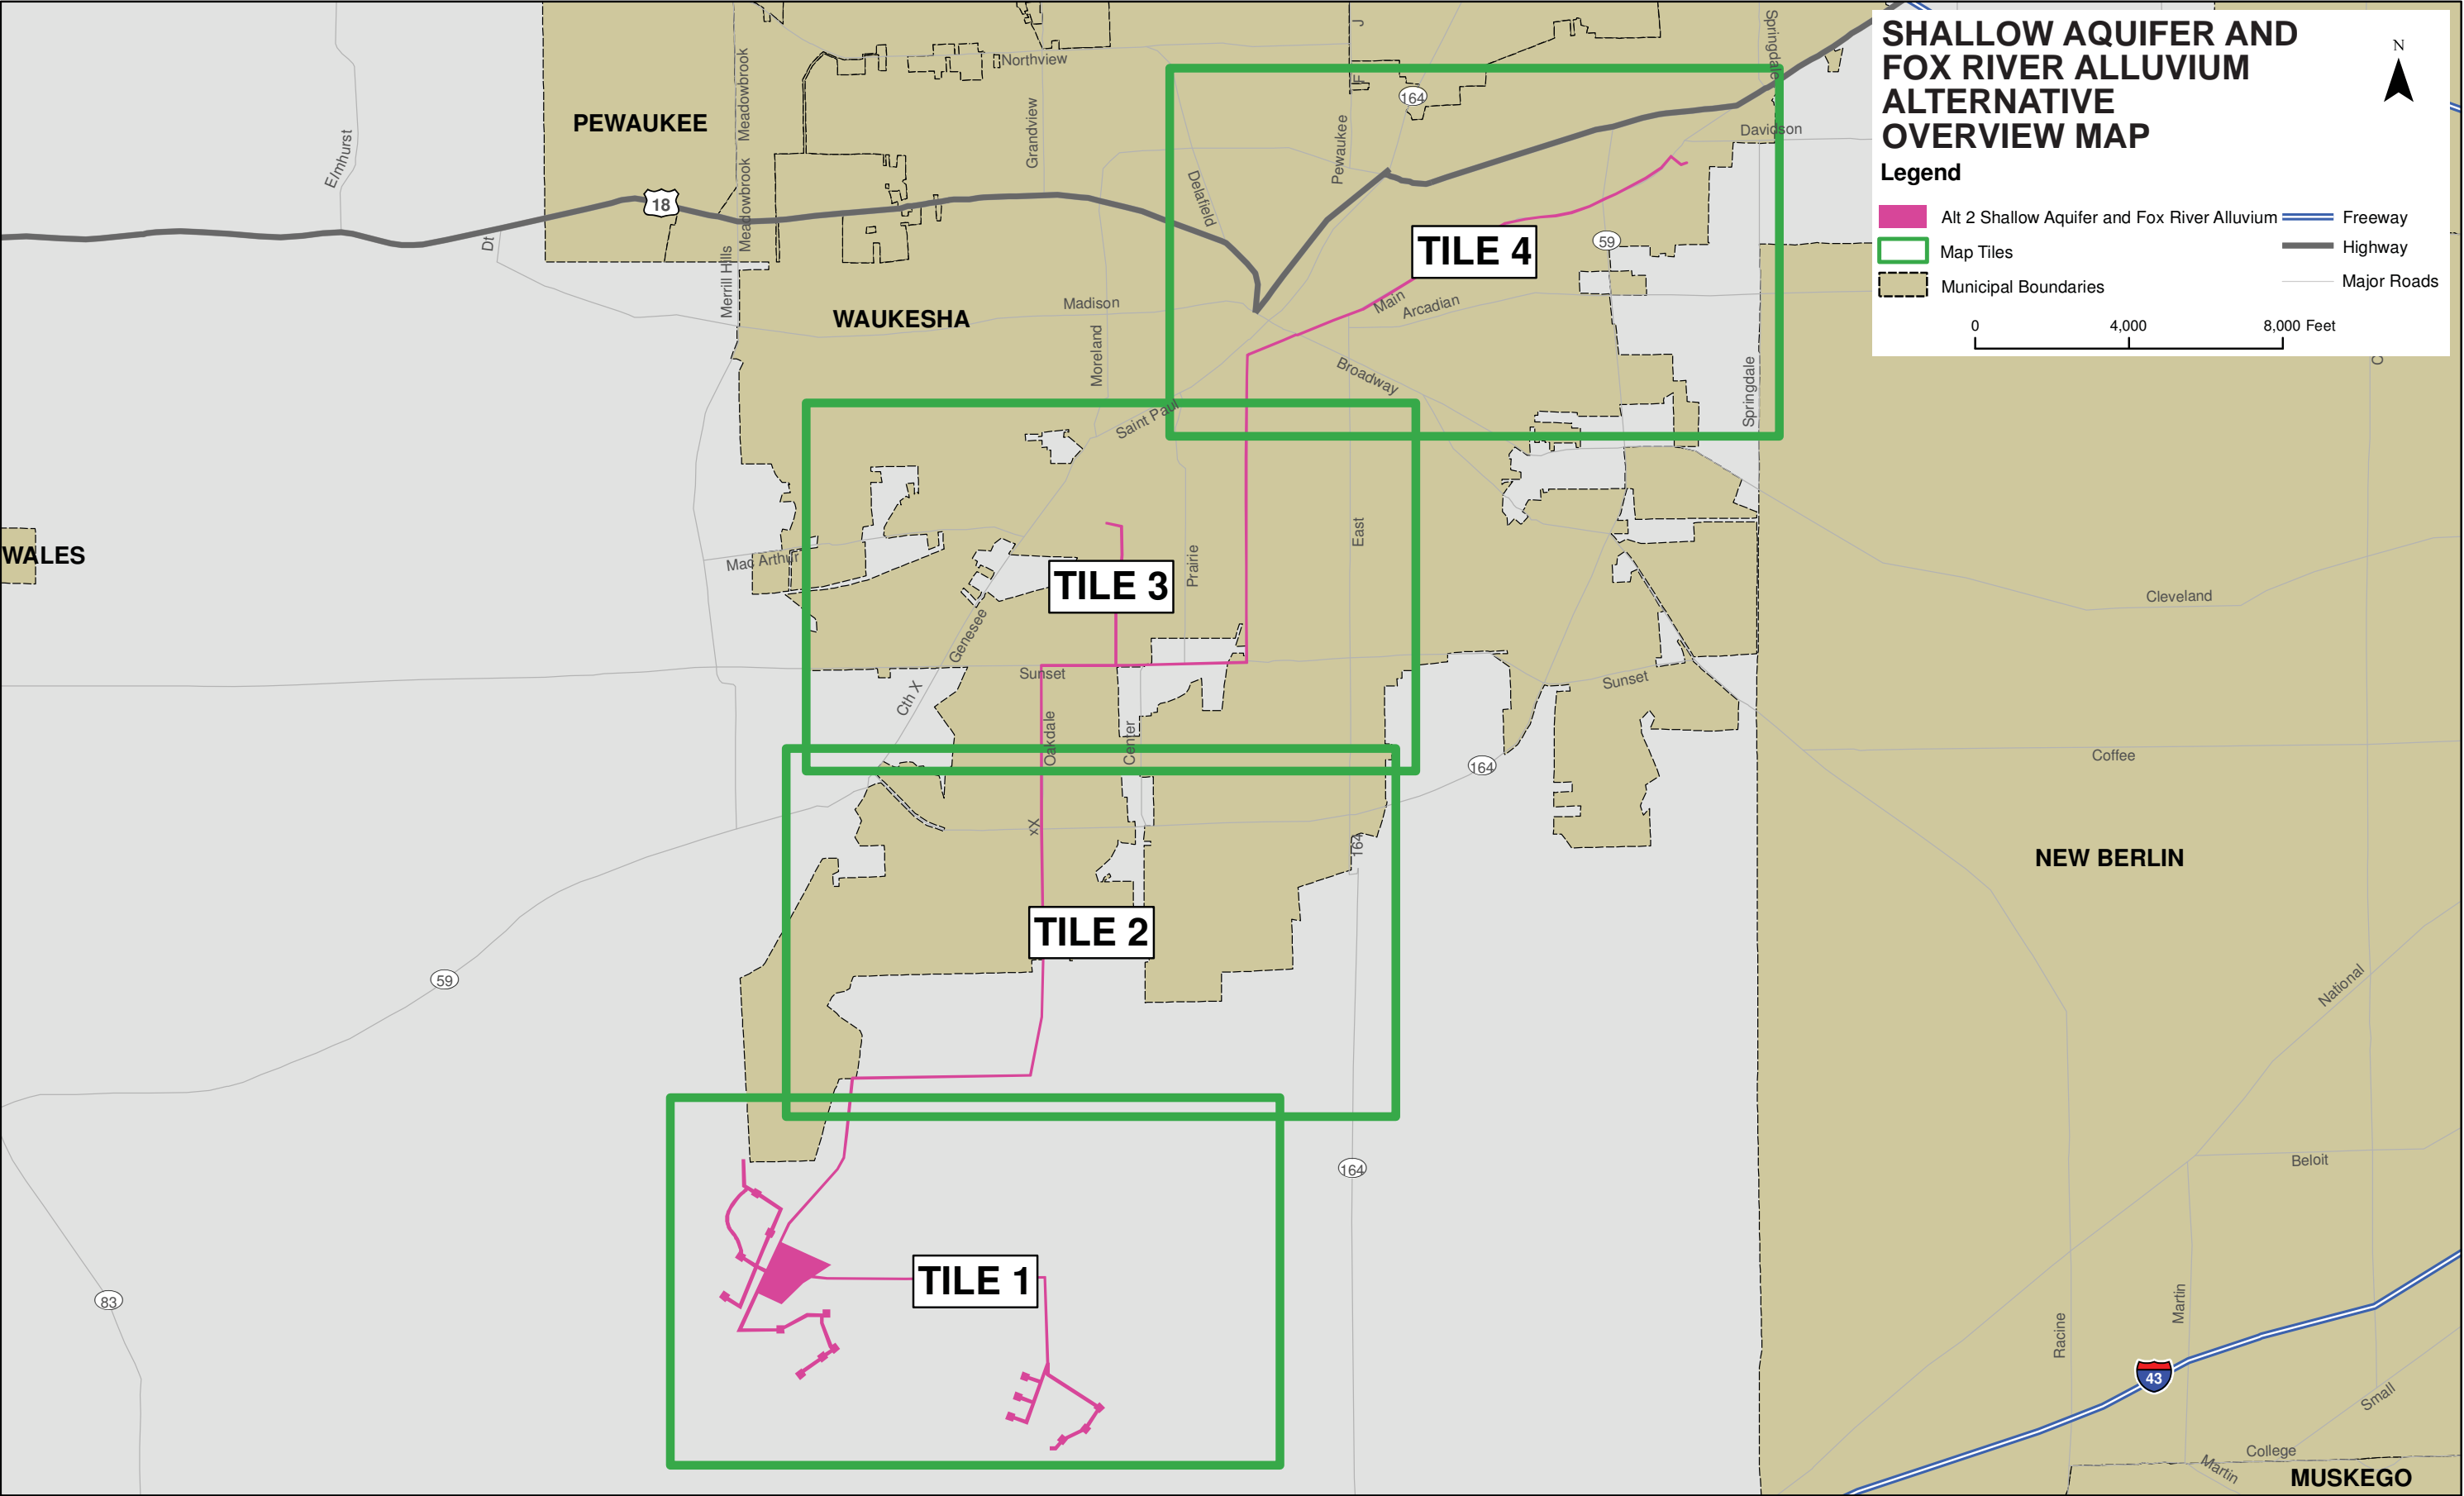 SHALLOW AQUIFER AND
FOX RIVER ALLUVIUM
ALTERNATIVE
OVERVIEW MAP
N
Legend
Alt 2 Shallow Aquifer and Fox River Alluvium
Map Tiles
Municipal Boundaries
Freeway
Highway
Major Roads
0 4,000 8,000 Feet
J
F
Springdale
Northview
Meadowbrook
164
PEWAUKEE
Grandview
Davidson
Elmhurst
Pewaukee
Meadowbrook
18
Delafield
Dt
59
TILE 4
Merrill Hills
Madison
Main
Arcadian
WAUKESHA
Moreland
Broadway
Springdale
C
Saint Paul
East
WALES
Mac Arthur
Prairie
TILE 3
Cleveland
Genesee
Sunset
Sunset
Cth X
Oakdale
Center
Coffee
164
xX
164
NEW BERLIN
TILE 2
59
National
Beloit
164
TILE 1
83
Martin
Racine
43
Small
College
Martin
MUSKEGO